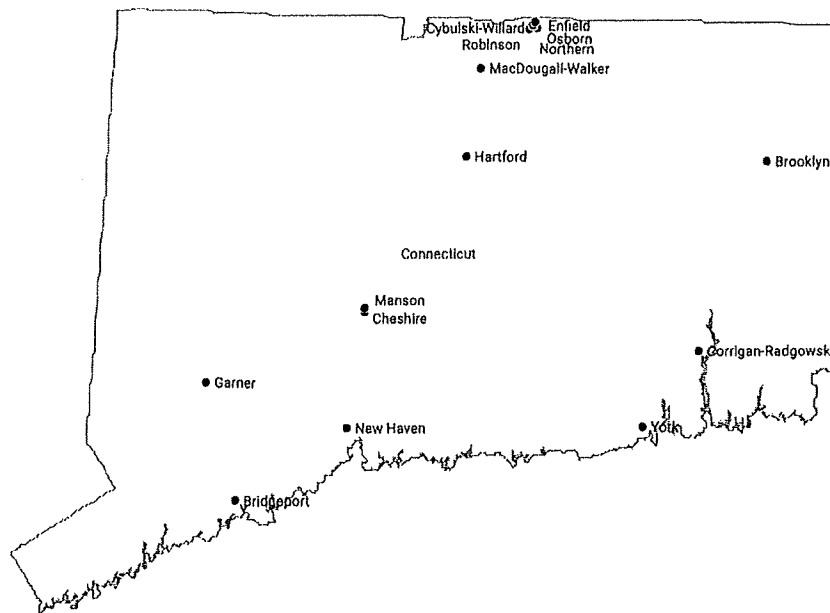 Cybulski-Willard
Enfield
Robinson
Osborn
Northern
MacDougall-Walker
Hartford
Brooklyn
Connecticut
Manson
Cheshire
Corrigan-Radgowsk
Garner
New Haven
York
Bridgeport